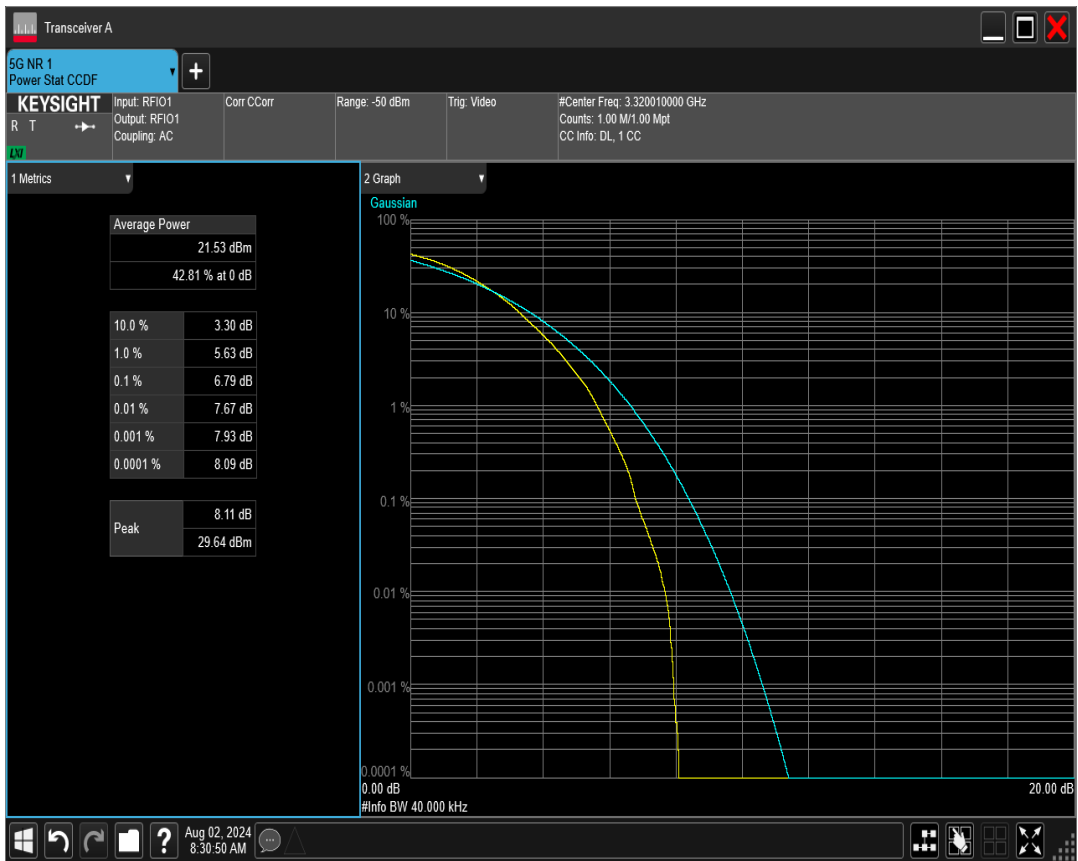 Transceiver A
5G NR 1
Power Stat CCDF
KEYSIGHT
R T
LXI
Input: RFIO1
Output: RFIO1
Coupling: AC
Corr CCorr
Range: -50 dBm
Trig: Video
#Center Freq: 3.320010000 GHz
Counts: 1.00 M/1.00 Mpt
CC Info: DL, 1 CC
1 Metrics
Average Power
21.53 dBm
42.81 % at 0 dB
10.0 % 3.30 dB
1.0 % 5.63 dB
0.1 % 6.79 dB
0.01 % 7.67 dB
0.001 % 7.93 dB
0.0001 % 8.09 dB
Peak
8.11 dB
29.64 dBm
2 Graph
Gaussian
100 %
10 %
1 %
0.1 %
0.01 %
0.001 %
0.0001 %
0.00 dB 20.00 dB
#Info BW 40.000 kHz
Aug 02, 2024
8:30:50 AM